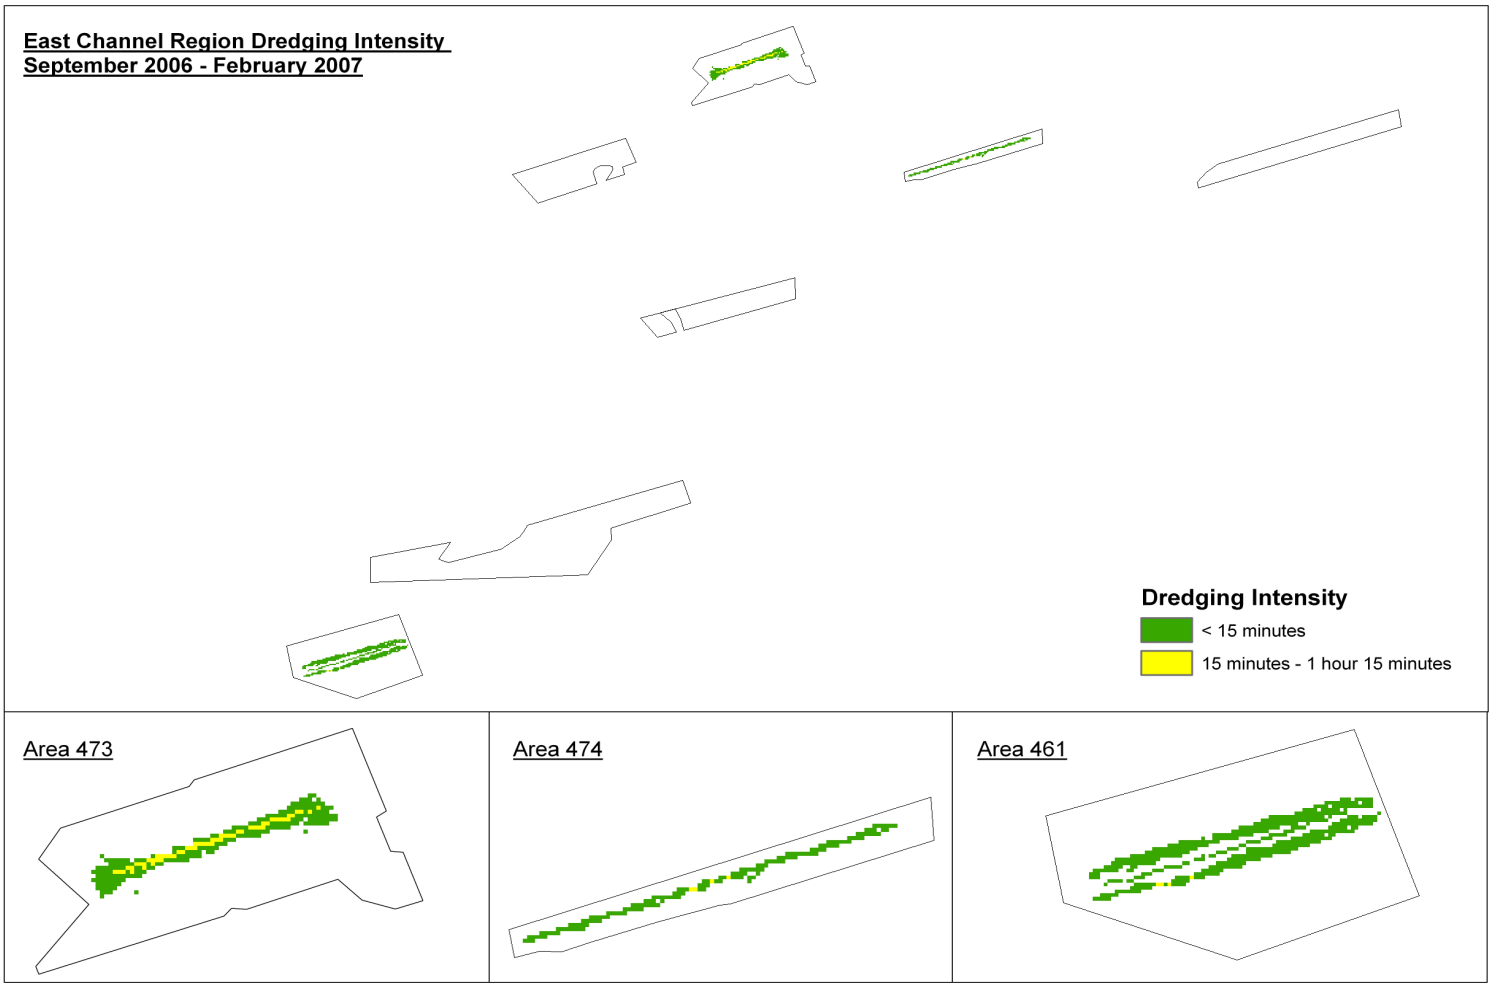 East Channel Region Dredging Intensity
September 2006 - February 2007
Dredging Intensity
< 15 minutes
15 minutes - 1 hour 15 minutes
Area 473
Area 474
Area 461